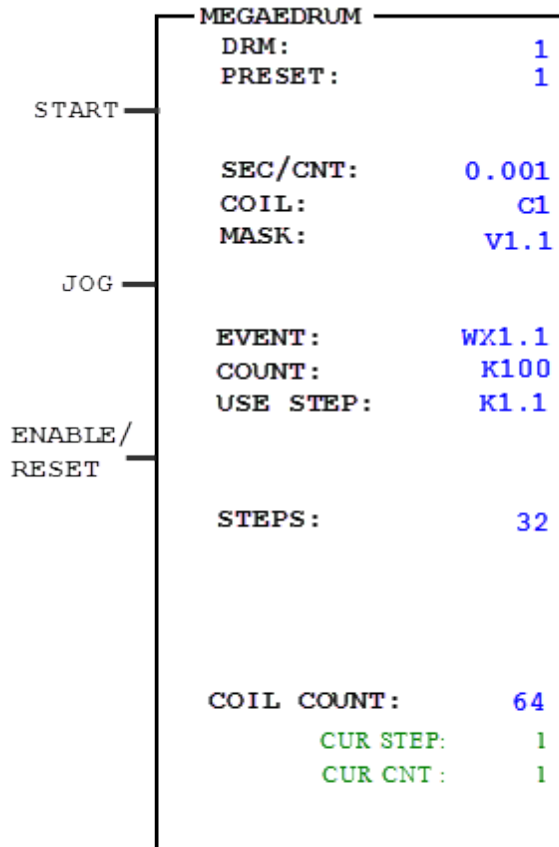 MEGAEDRUM
DRM: 1
PRESET: 1
START
SEC/CNT: 0.001
COIL: C1
MASK: V1.1
JOG
EVENT: WX1.1
COUNT: K100
USE STEP: K1.1
ENABLE/
RESET
STEPS: 32
COIL COUNT: 64
CUR STEP: 1
CUR CNT : 1